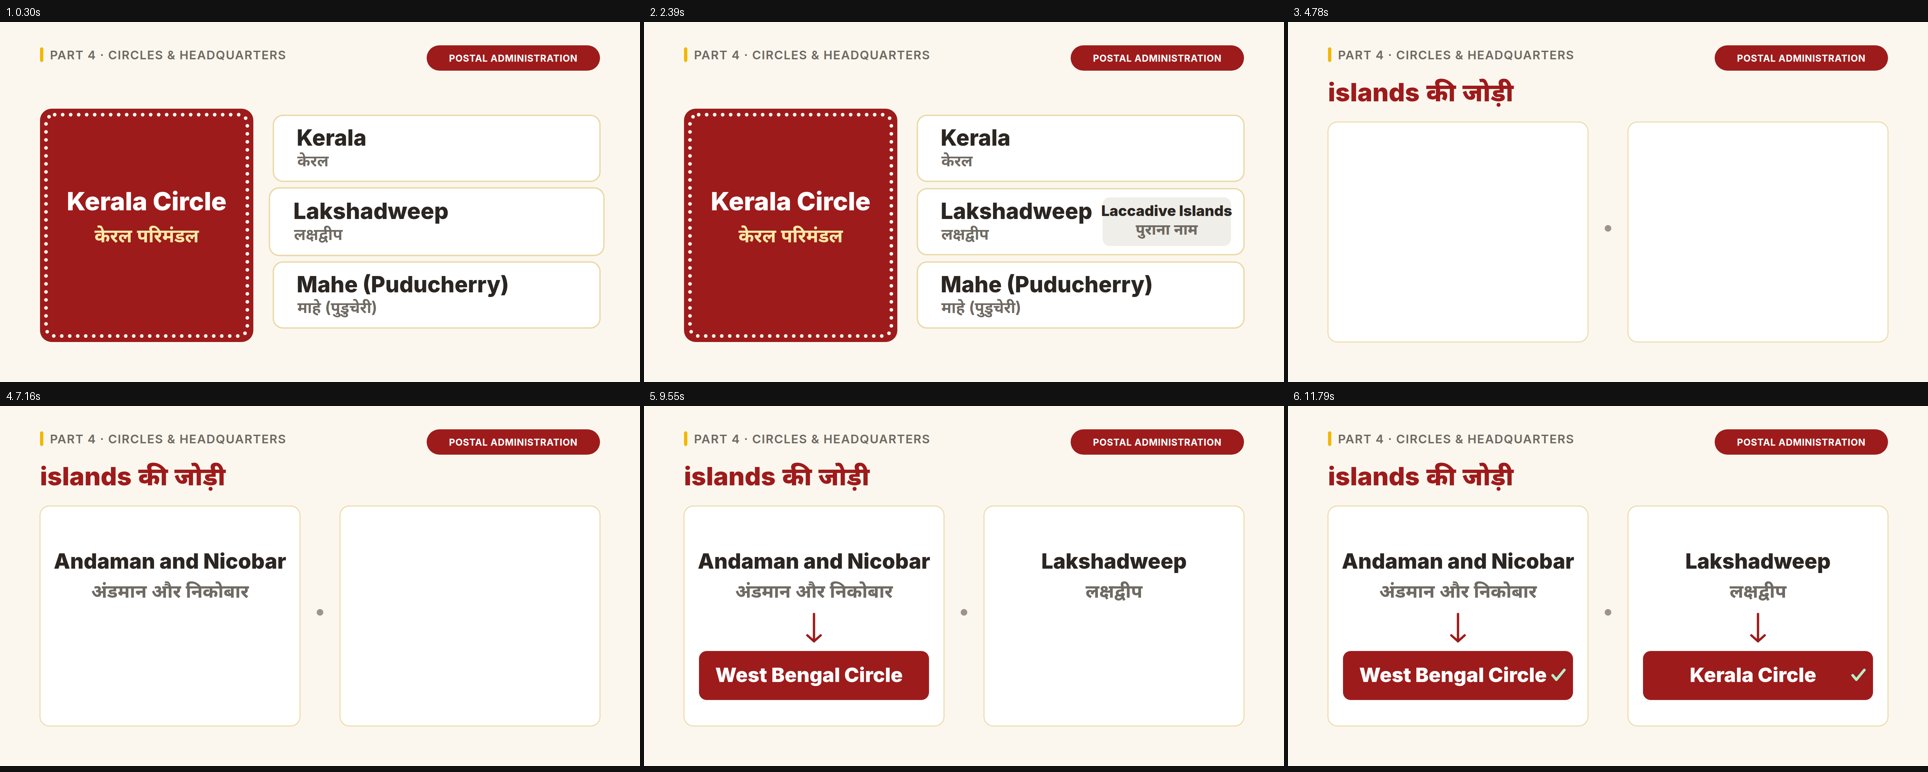 1. 0.30s
PART 4 · CIRCLES & HEADQUARTERS
POSTAL ADMINISTRATION
Kerala Circle
केरल परिमंडल
Kerala
केरल
Lakshadweep
लक्षद्वीप
Mahe (Puducherry)
माहे (पुडुचेरी)
2. 2.39s
PART 4 · CIRCLES & HEADQUARTERS
POSTAL ADMINISTRATION
Kerala Circle
केरल परिमंडल
Kerala
केरल
Lakshadweep
लक्षद्वीप
Laccadive Islands
पुराना नाम
Mahe (Puducherry)
माहे (पुडुचेरी)
3. 4.78s
PART 4 · CIRCLES & HEADQUARTERS
POSTAL ADMINISTRATION
islands की जोड़ी
4. 7.16s
PART 4 · CIRCLES & HEADQUARTERS
POSTAL ADMINISTRATION
islands की जोड़ी
Andaman and Nicobar
अंडमान और निकोबार
5. 9.55s
PART 4 · CIRCLES & HEADQUARTERS
POSTAL ADMINISTRATION
islands की जोड़ी
Andaman and Nicobar
अंडमान और निकोबार
West Bengal Circle
Lakshadweep
लक्षद्वीप
6. 11.79s
PART 4 · CIRCLES & HEADQUARTERS
POSTAL ADMINISTRATION
islands की जोड़ी
Andaman and Nicobar
अंडमान और निकोबार
West Bengal Circle
Lakshadweep
लक्षद्वीप
Kerala Circle